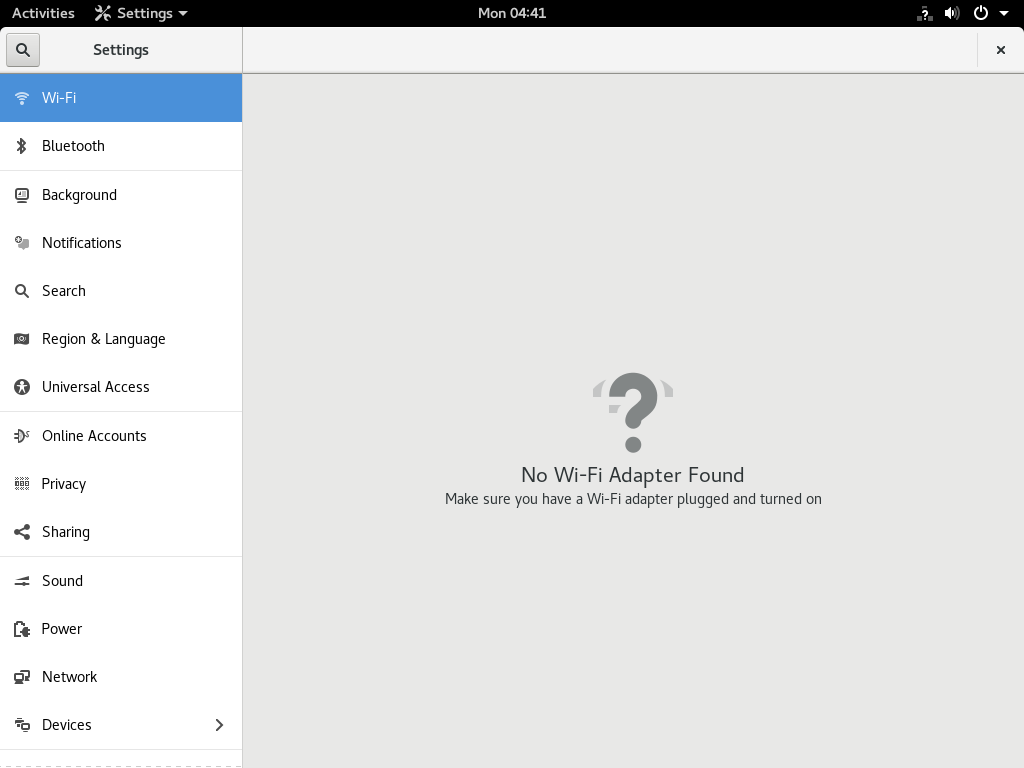 Activities
Settings
Mon 04:41
Settings
Wi-Fi
Bluetooth
Background
Notifications
Search
Region & Language
Universal Access
Online Accounts
Privacy
Sharing
Sound
Power
Network
Devices
No Wi-Fi Adapter Found
Make sure you have a Wi-Fi adapter plugged and turned on